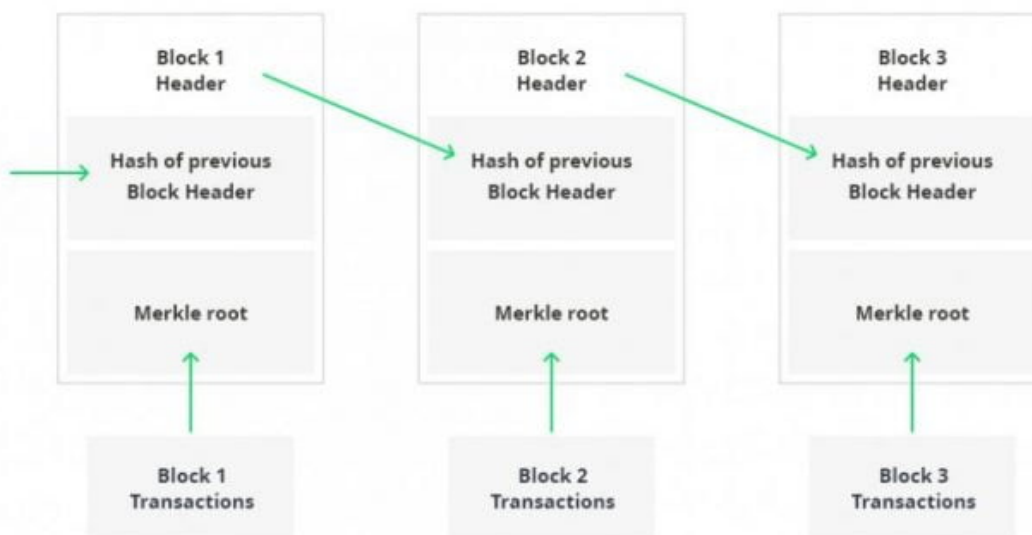 Block 1
Header
Hash of previous
Block Header
Merkle root
Block 1
Transactions
Block 2
Header
Hash of previous
Block Header
Merkle root
Block 2
Transactions
Block 3
Header
Hash of previous
Block Header
Merkle root
Block 3
Transactions